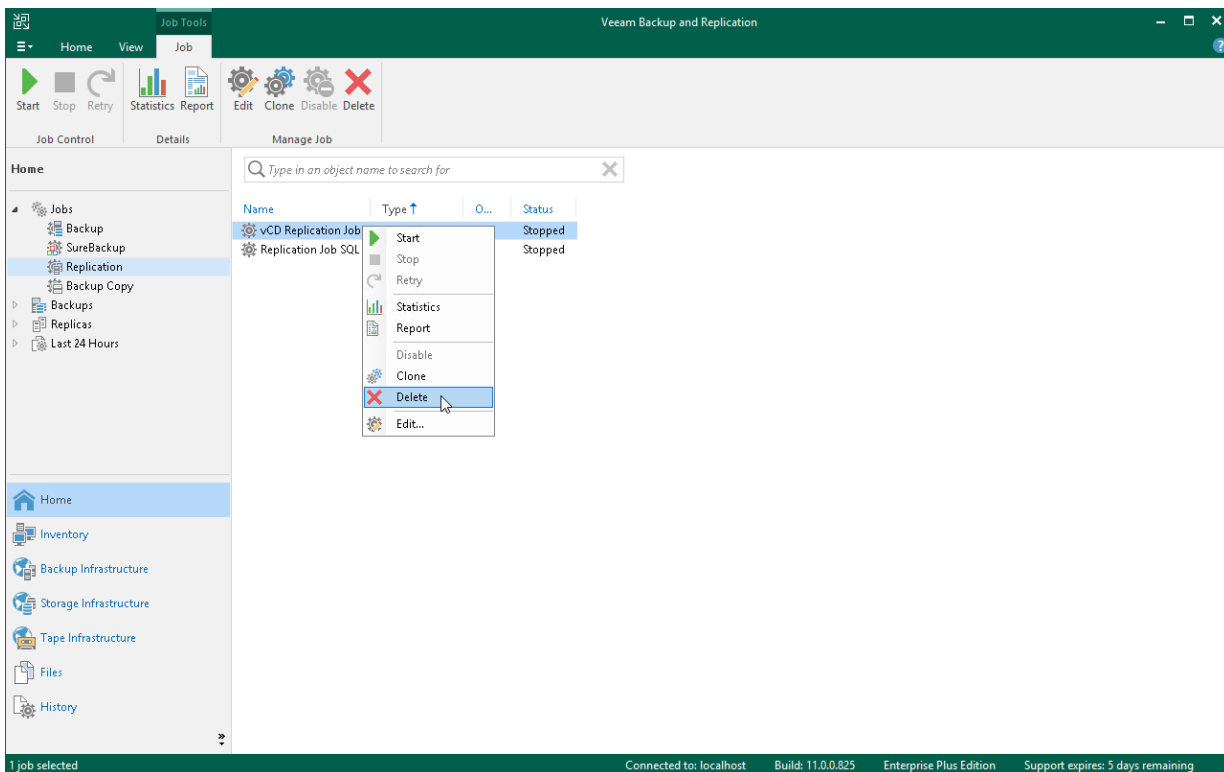 Job Tools
Veeam Backup and Replication
Home View Job
?
Start Stop Retry Statistics Report Edit Clone Disable Delete
Job Control Details Manage Job
Home
Type in an object name to search for
Jobs
Backup
SureBackup
Replication
Backup Copy
Backups
Replicas
Last 24 Hours
Name Type O... Status
vCD Replication Job Stopped
Replication Job SQL Stopped
Start
Stop
Retry
Statistics
Report
Disable
Clone
Delete
Edit...
Home
Inventory
Backup Infrastructure
Storage Infrastructure
Tape Infrastructure
Files
History
1 job selected Connected to: localhost Build: 11.0.0.825 Enterprise Plus Edition Support expires: 5 days remaining